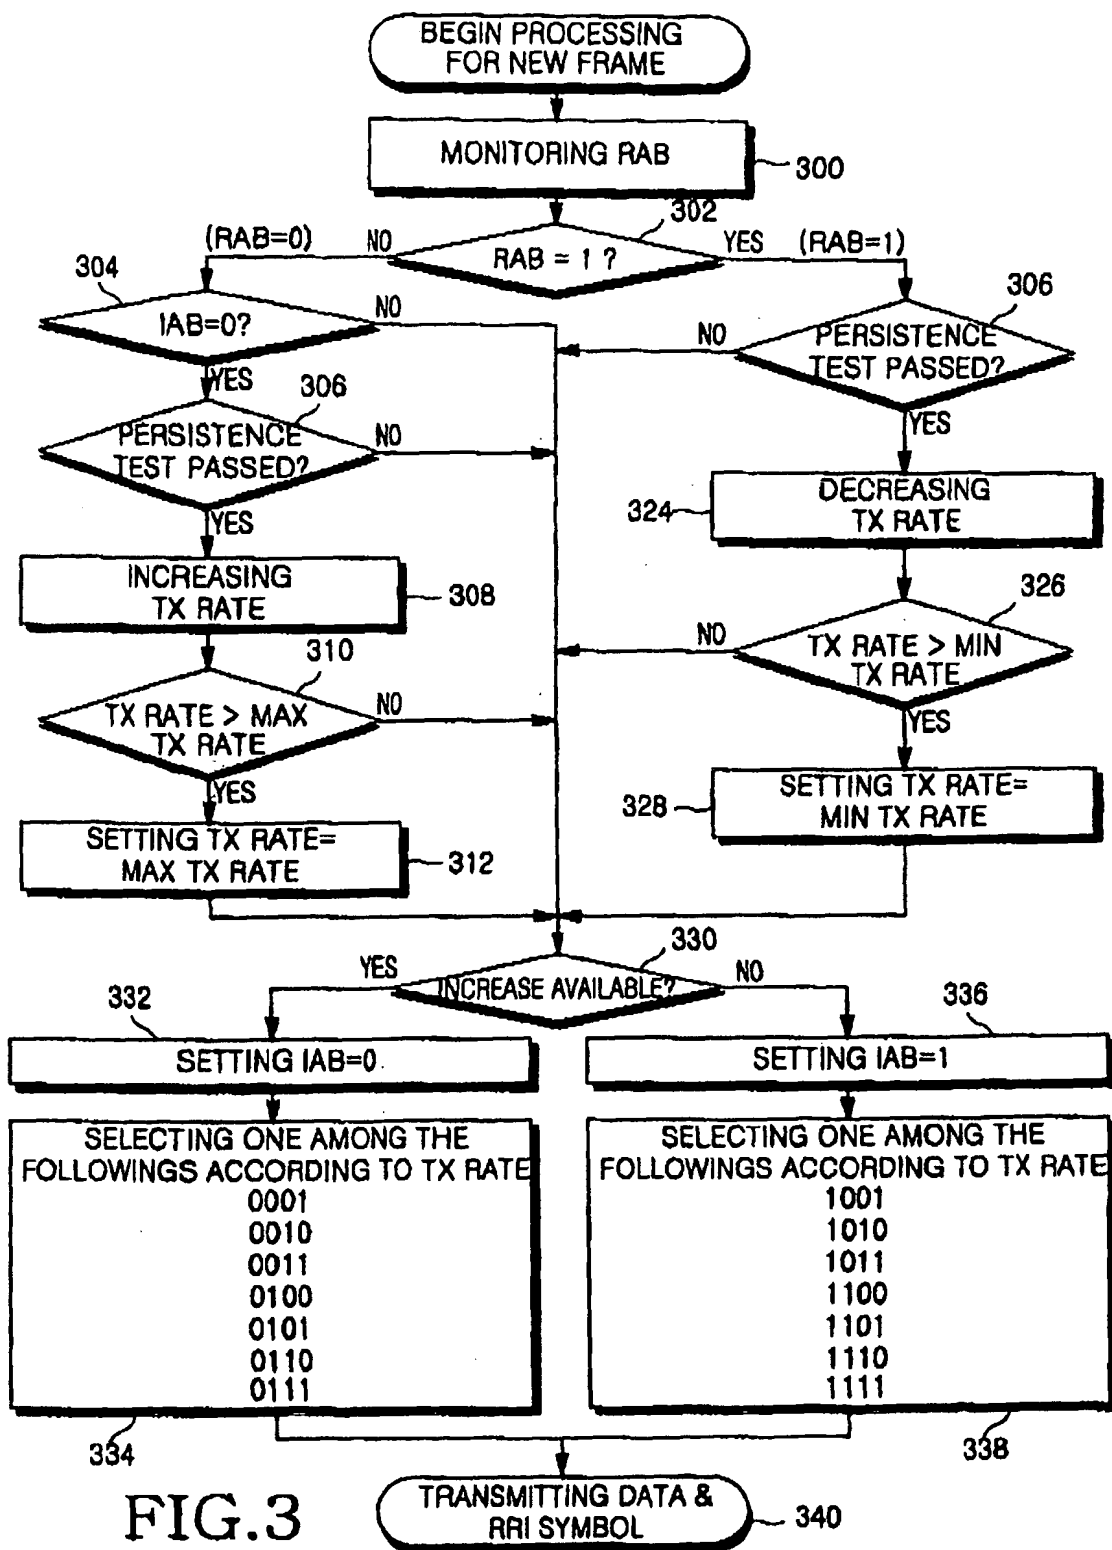 BEGIN PROCESSING
FOR NEW FRAME
MONITORING RAB
300
302
(RAB=0)
NO
RAB = 1 ?
YES
(RAB=1)
304
IAB=0?
NO
YES
306
PERSISTENCE
TEST PASSED?
NO
YES
306
PERSISTENCE
TEST PASSED?
NO
YES
INCREASING
TX RATE
308
DECREASING
TX RATE
324
310
TX RATE > MAX
TX RATE
NO
YES
326
TX RATE > MIN
TX RATE
NO
YES
SETTING TX RATE=
MAX TX RATE
312
SETTING TX RATE=
MIN TX RATE
328
330
YES
INCREASE AVAILABLE?
NO
332
SETTING IAB=0
336
SETTING IAB=1
SELECTING ONE AMONG THE
FOLLOWINGS ACCORDING TO TX RATE
0001
0010
0011
0100
0101
0110
0111
334
SELECTING ONE AMONG THE
FOLLOWINGS ACCORDING TO TX RATE
1001
1010
1011
1100
1101
1110
1111
338
TRANSMITTING DATA &
RRI SYMBOL
340
FIG.3